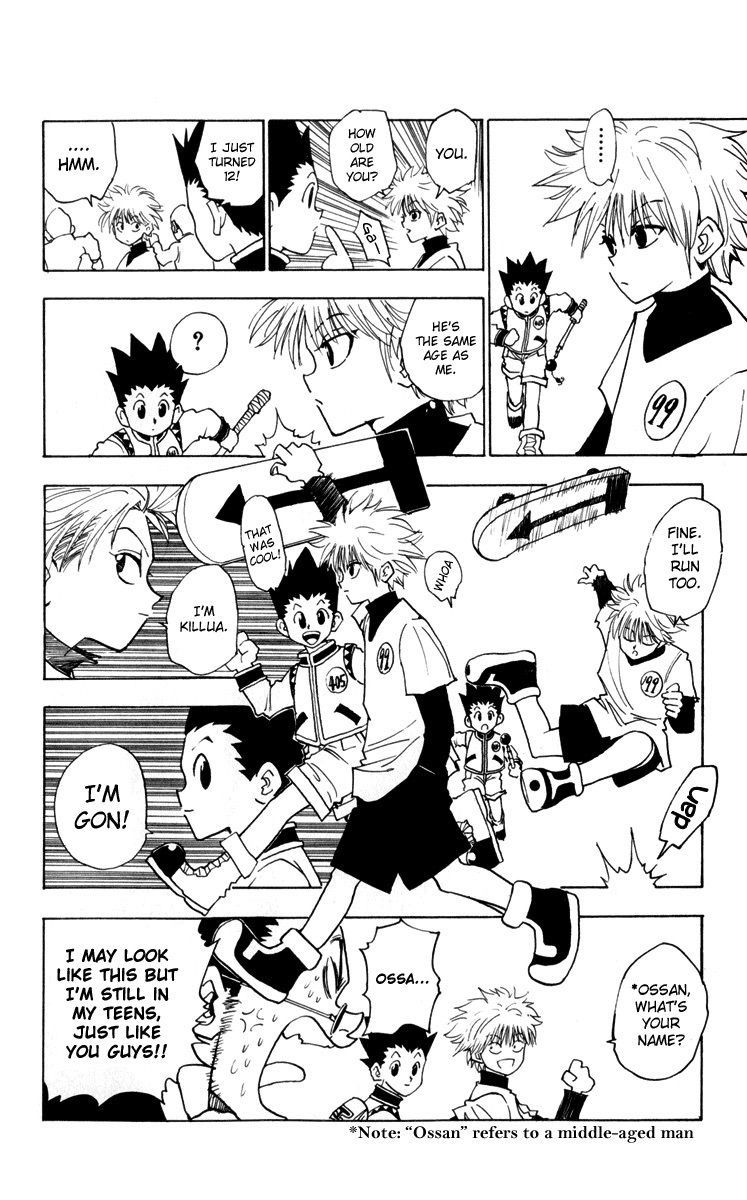 .....
99
YOU.
HOW
OLD
ARE
YOU?
Ga
I JUST
TURNED
12!
....
HMM.
HE'S
THE SAME
AGE AS
ME.
?
FINE.
I'LL
RUN
TOO.
99
dan
WHOA
THAT
WAS
COOL!
99
405
I'M
KILLUA.
I'M
GON!
*OSSAN,
WHAT'S
YOUR
NAME?
OSSA...
I MAY LOOK
LIKE THIS BUT
I'M STILL IN
MY TEENS,
JUST LIKE
YOU GUYS!!
*Note: "Ossan" refers to a middle-aged man